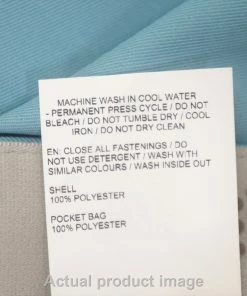 MACHINE WASH IN COOL WATER
- PERMANENT PRESS CYCLE / DO NOT
BLEACH / DO NOT TUMBLE DRY / COOL
IRON / DO NOT DRY CLEAN
EN: CLOSE ALL FASTENINGS / DO
NOT USE DETERGENT / WASH WITH
SIMILAR COLOURS / WASH INSIDE OUT
SHELL
100% POLYESTER
POCKET BAG
100% POLYESTER
Actual product image